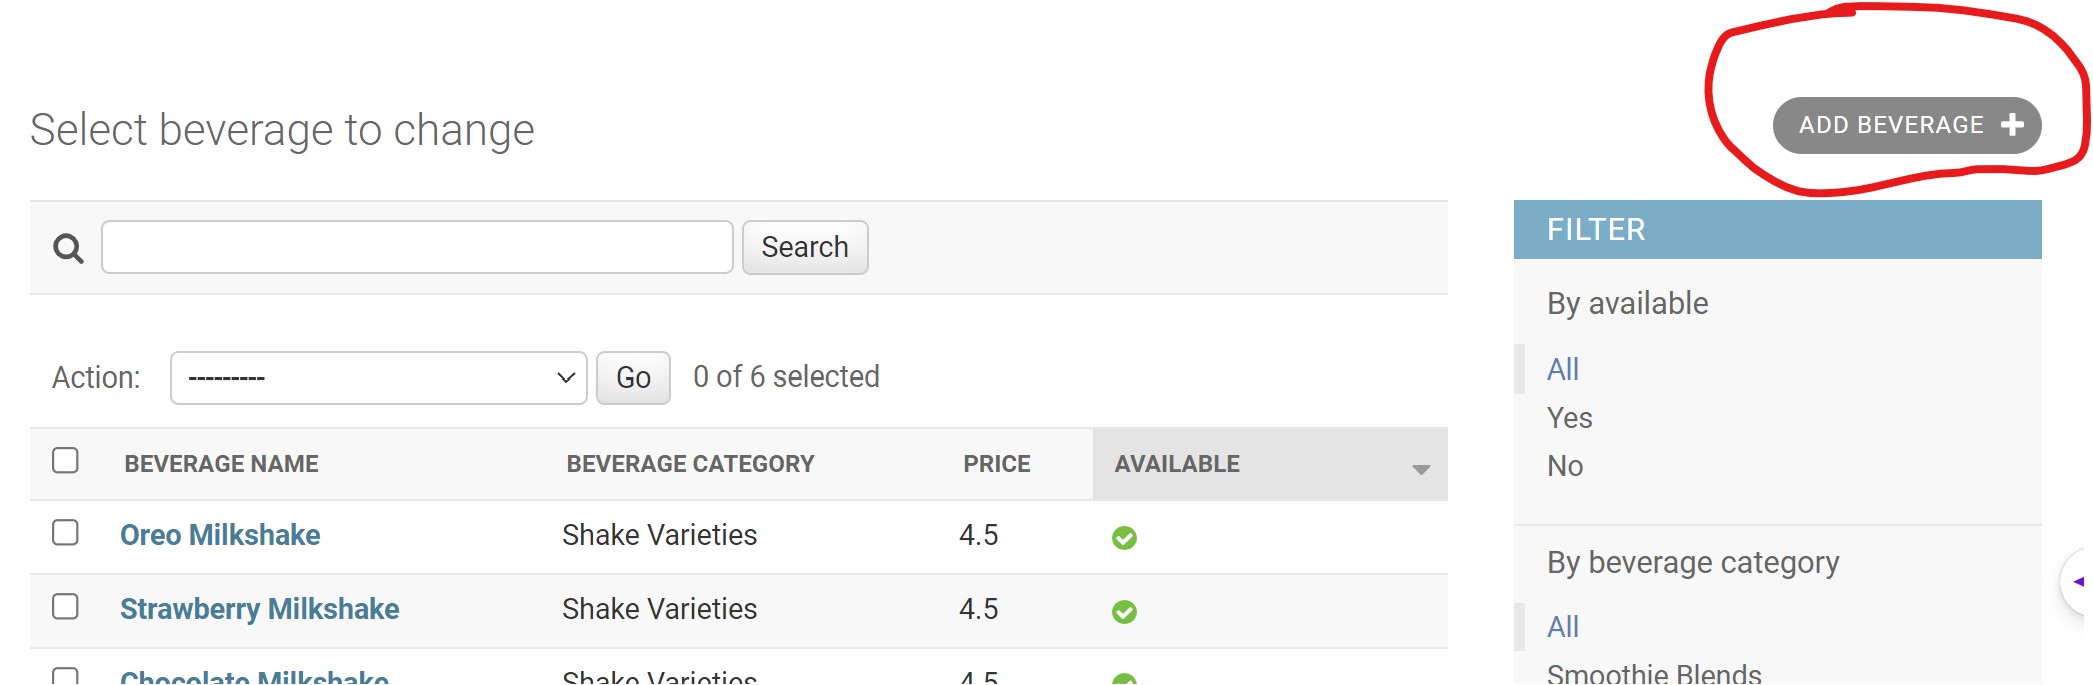 Select beverage to change
ADD BEVERAGE
Search
FILTER
By available
All
Yes
No
Action: --------- Go 0 of 6 selected
BEVERAGE NAME BEVERAGE CATEGORY PRICE AVAILABLE
Oreo Milkshake Shake Varieties 4.5
Strawberry Milkshake Shake Varieties 4.5
Chocolate Milkshake Shake Varieties 4.5
By beverage category
All
Smoothie Blends